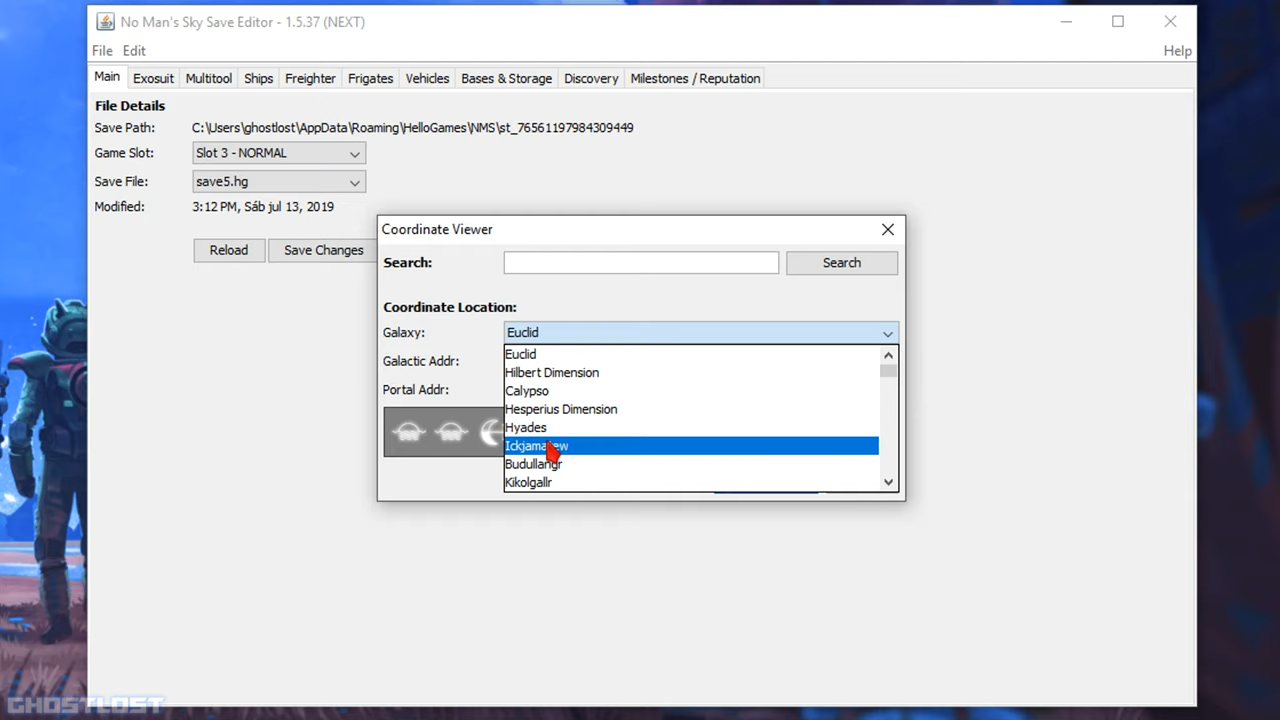 No Man's Sky Save Editor - 1.5.37 (NEXT)
File Edit Help
Main Exosuit Multitool Ships Freighter Frigates Vehicles Bases & Storage Discovery Milestones / Reputation
File Details
Save Path: C:\Users\ghostlost\AppData\Roaming\HelloGames\NMS\st_76561197984309449
Game Slot: Slot 3 - NORMAL
Save File: save5.hg
Modified: 3:12 PM, Sáb jul 13, 2019
Reload Save Changes
Coordinate Viewer
Search: Search
Coordinate Location:
Galaxy: Euclid
Galactic Addr:
Portal Addr:
Euclid
Hilbert Dimension
Calypso
Hesperius Dimension
Hyades
Budullangr
Kikolgallr
GHOSTLOST